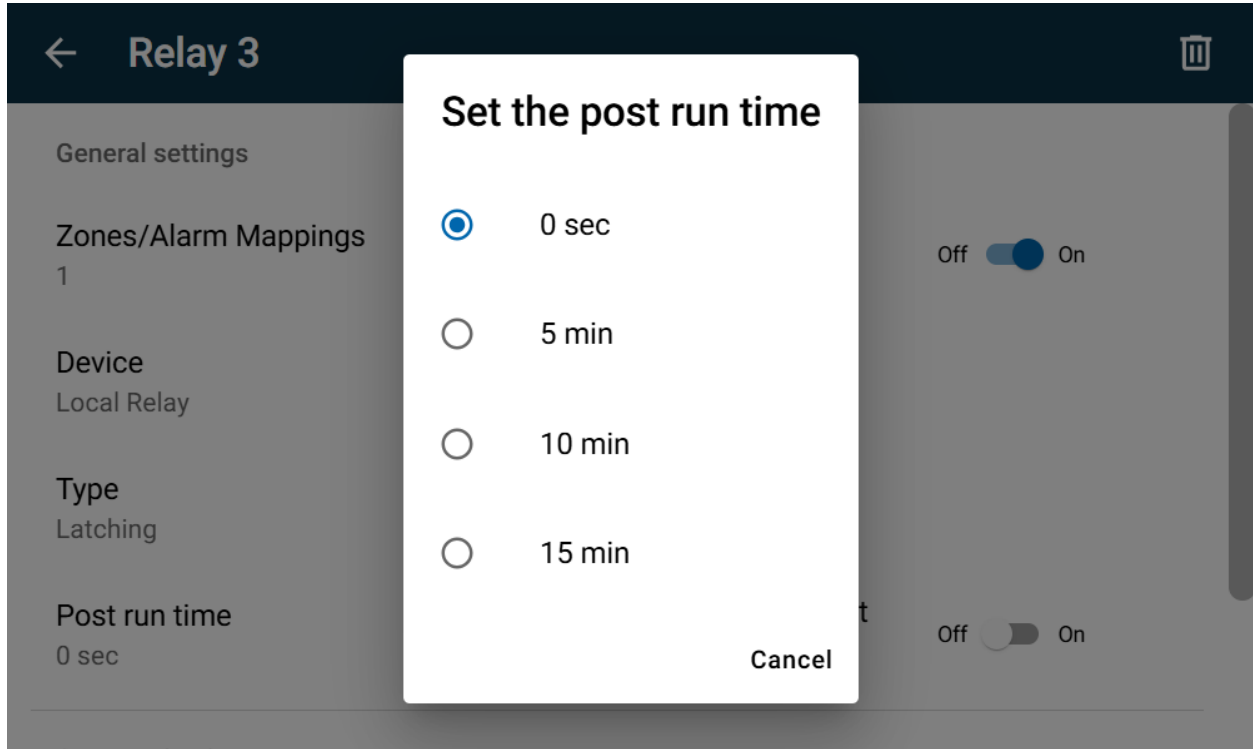 Relay 3
General settings
Zones/Alarm Mappings
1
Off On
Device
Local Relay
Type
Latching
Post run time
0 sec
t
Off On
Set the post run time
0 sec
5 min
10 min
15 min
Cancel